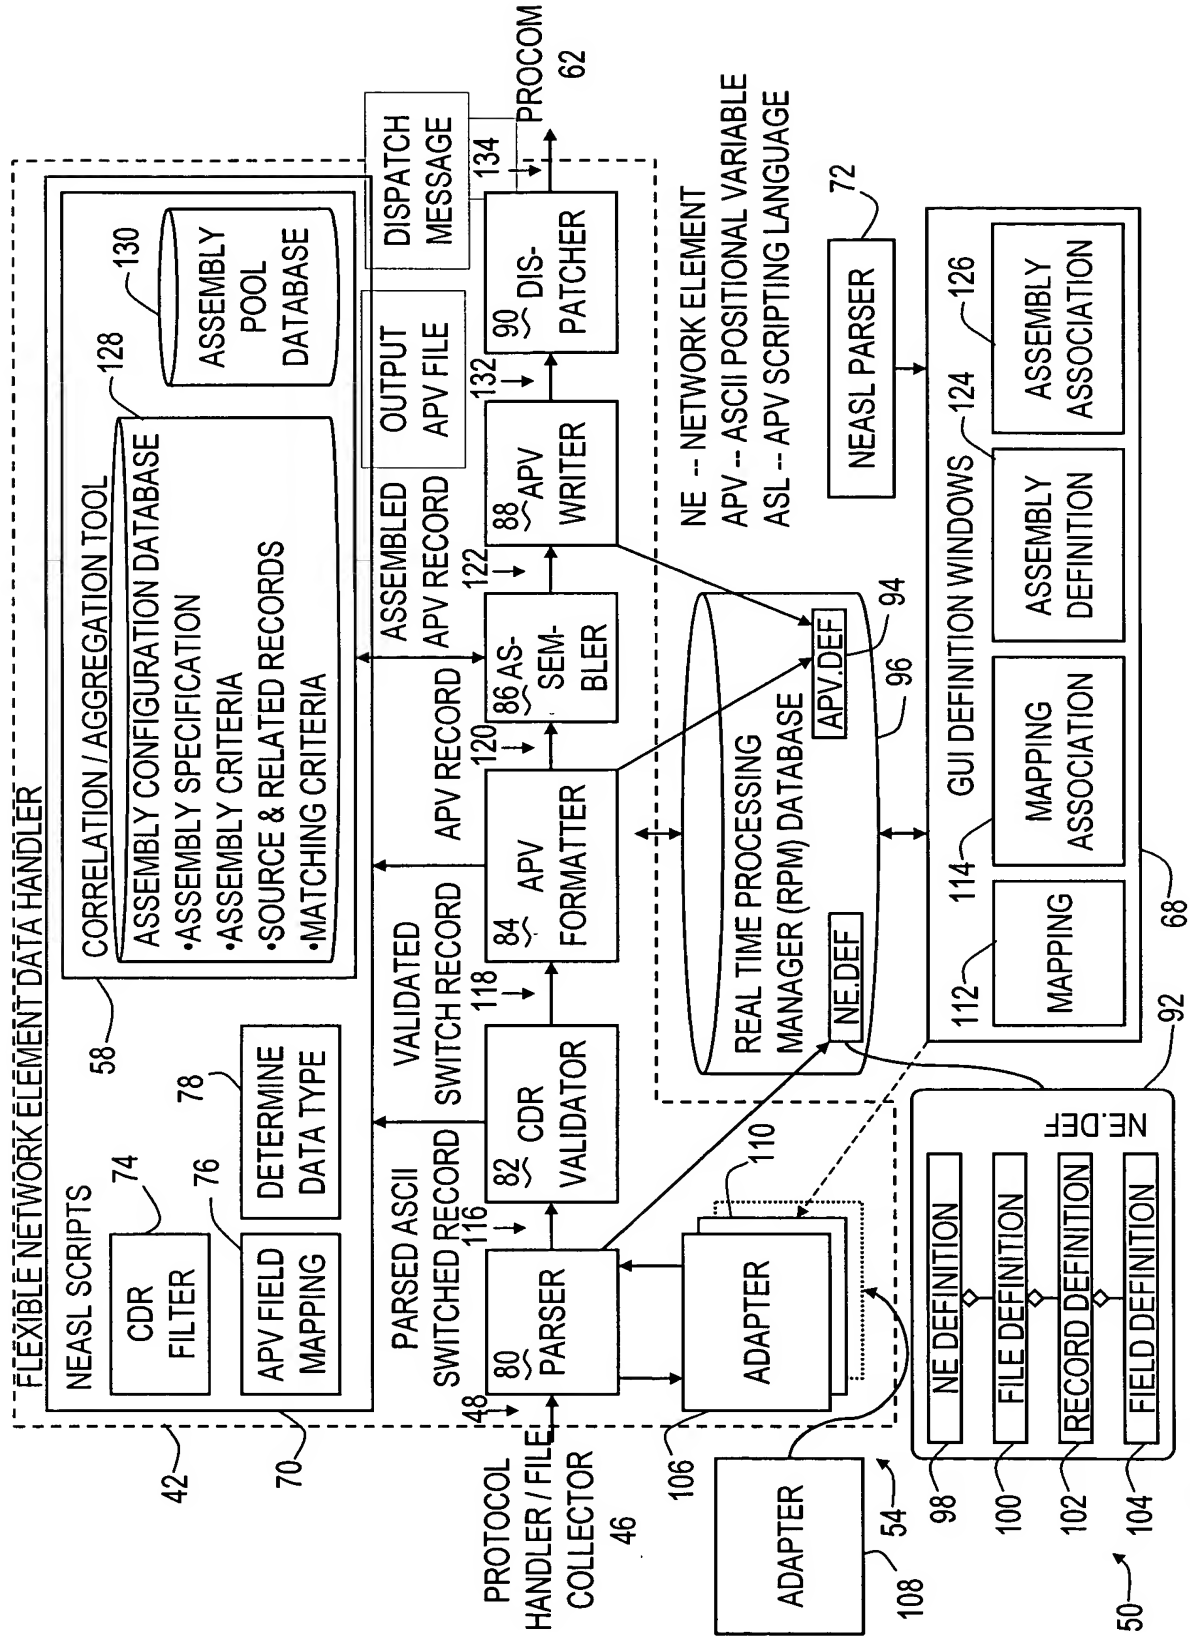 FLEXIBLE NETWORK ELEMENT DATA HANDLER
42
70
NEASL SCRIPTS
74
CDR
FILTER
76
APV FIELD
MAPPING
78
DETERMINE
DATA TYPE
58
CORRELATION / AGGREGATION TOOL
128
ASSEMBLY CONFIGURATION DATABASE
•ASSEMBLY SPECIFICATION
•ASSEMBLY CRITERIA
•SOURCE & RELATED RECORDS
•MATCHING CRITERIA
130
ASSEMBLY
POOL
DATABASE
PROTOCOL
HANDLER / FILE
COLLECTOR
46
48
80
PARSER
PARSED ASCII
SWITCHED RECORD
116
82 CDR
VALIDATOR
VALIDATED
SWITCH RECORD
118
84 APV
FORMATTER
APV RECORD
120
86 AS-
SEM-
BLER
ASSEMBLED
APV RECORD
122
88 APV
WRITER
OUTPUT
APV FILE
132
90 DIS-
PATCHER
DISPATCH
MESSAGE
134
PROCOM
62
ADAPTER
106
110
ADAPTER
108
54
REAL TIME PROCESSING
MANAGER (RPM) DATABASE
NE.DEF
APV.DEF
94
96
NE -- NETWORK ELEMENT
APV -- ASCII POSITIONAL VARIABLE
ASL -- APV SCRIPTING LANGUAGE
NEASL PARSER
72
GUI DEFINITION WINDOWS
68
112
MAPPING
114
MAPPING
ASSOCIATION
124
ASSEMBLY
DEFINITION
126
ASSEMBLY
ASSOCIATION
92
NE.DEF
98
NE DEFINITION
100
FILE DEFINITION
102
RECORD DEFINITION
104
FIELD DEFINITION
50